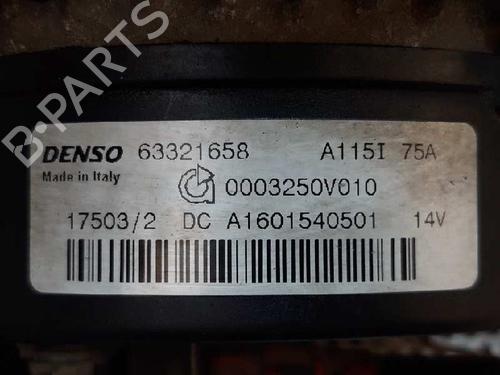 B-PARTS
DENSO 63321658 A115I 75A
Made in Italy
0003250V010
17503/2 DC A1601540501 14V